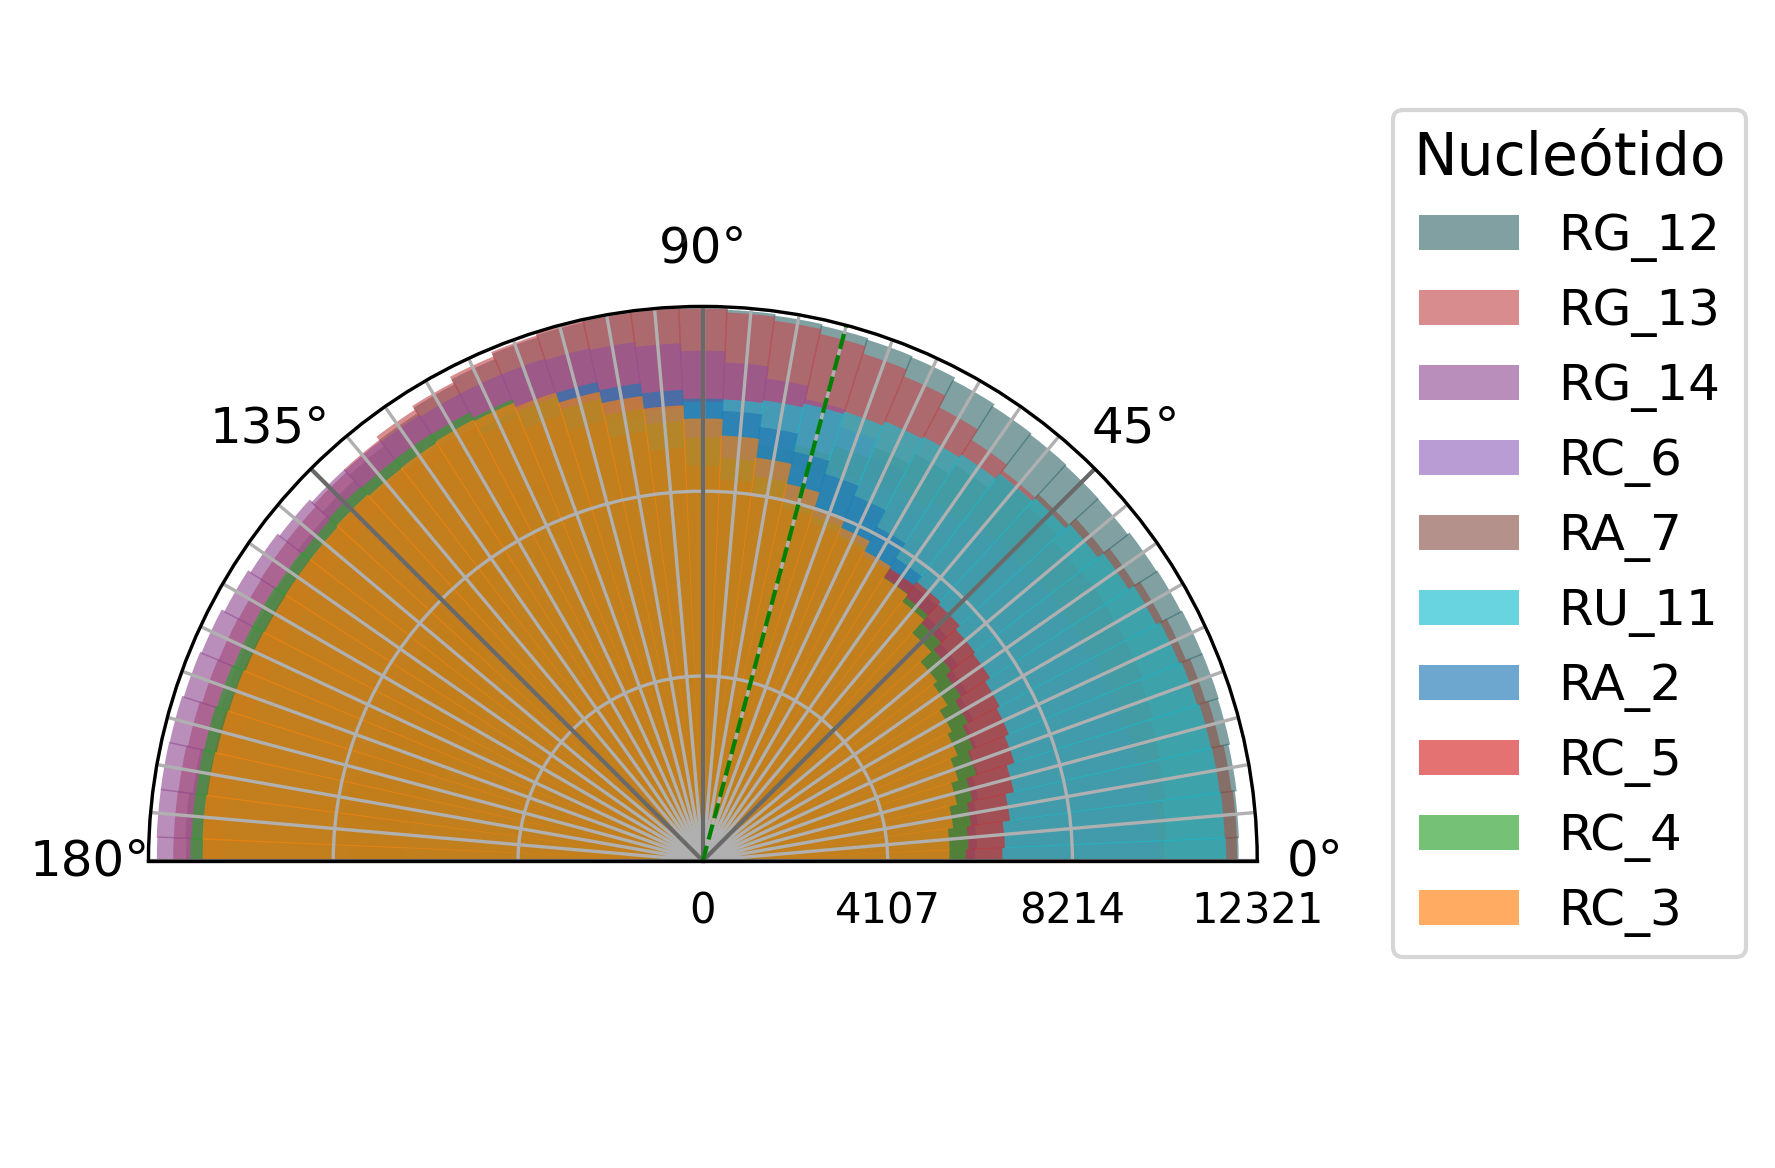 90°
135°
45°
180°
0°
0
4107
8214
12321
Nucleótido
RG_12
RG_13
RG_14
RC_6
RA_7
RU_11
RA_2
RC_5
RC_4
RC_3